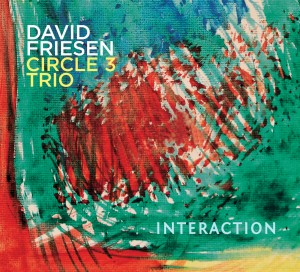 DAVID
FRIESEN
CIRCLE 3
TRIO
INTERACTION